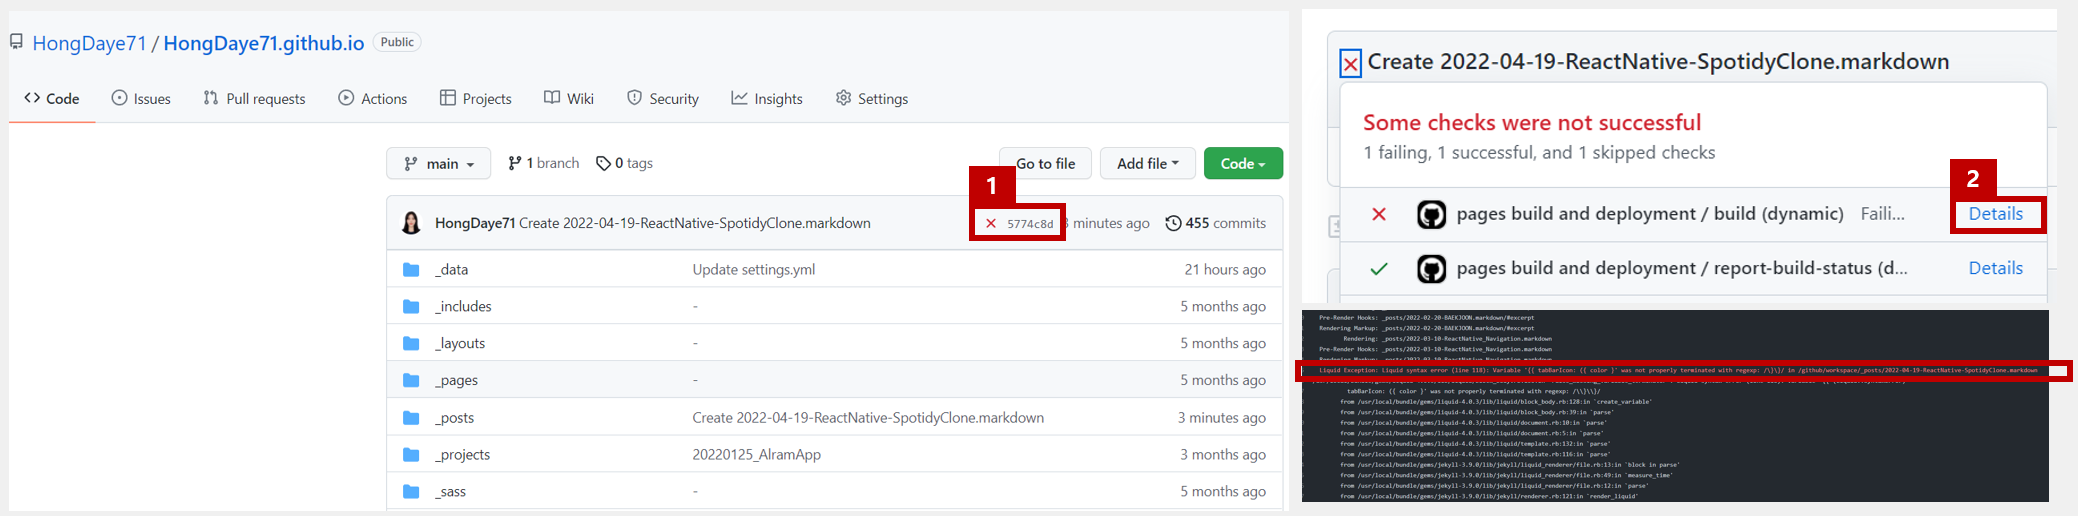 HongDaye71 / HongDaye71.github.io Public
Code Issues Pull requests Actions Projects Wiki Security Insights Settings
main 1 branch 0 tags Go to file Add file Code
1
HongDaye71 Create 2022-04-19-ReactNative-SpotidyClone.markdown 5774c8d minutes ago 455 commits
_data Update settings.yml 21 hours ago
_includes - 5 months ago
_layouts - 5 months ago
_pages - 5 months ago
_posts Create 2022-04-19-ReactNative-SpotidyClone.markdown 3 minutes ago
_projects 20220125_AlramApp 3 months ago
_sass - 5 months ago
Create 2022-04-19-ReactNative-SpotidyClone.markdown
Some checks were not successful
1 failing, 1 successful, and 1 skipped checks
2
pages build and deployment / build (dynamic) Faili... Details
pages build and deployment / report-build-status (d... Details
Pre-Render Hooks: _posts/2022-02-20-BAEKJOON.markdown/#excerpt
Rendering Markup: _posts/2022-02-20-BAEKJOON.markdown/#excerpt
Rendering: _posts/2022-03-10-ReactNative_Navigation.markdown
Pre-Render Hooks: _posts/2022-03-10-ReactNative_Navigation.markdown
Rendering Markup: _posts/2022-03-10-ReactNative_Navigation.markdown
Liquid Exception: Liquid syntax error (line 118): Variable '{{ tabBarIcon: ({ color }' was not properly terminated with regexp: /\}\}/ in /github/workspace/_posts/2022-04-19-ReactNative-SpotidyClone.markdown
tabBarIcon: ({ color }' was not properly terminated with regexp: /\\}\\}/
from /usr/local/bundle/gems/liquid-4.0.3/lib/liquid/block_body.rb:128:in `create_variable'
from /usr/local/bundle/gems/liquid-4.0.3/lib/liquid/block_body.rb:39:in `parse'
from /usr/local/bundle/gems/liquid-4.0.3/lib/liquid/document.rb:10:in `parse'
from /usr/local/bundle/gems/liquid-4.0.3/lib/liquid/document.rb:5:in `parse'
from /usr/local/bundle/gems/liquid-4.0.3/lib/liquid/template.rb:132:in `parse'
from /usr/local/bundle/gems/liquid-4.0.3/lib/liquid/template.rb:116:in `parse'
from /usr/local/bundle/gems/jekyll-3.9.0/lib/jekyll/liquid_renderer/file.rb:13:in `block in parse'
from /usr/local/bundle/gems/jekyll-3.9.0/lib/jekyll/liquid_renderer/file.rb:49:in `measure_time'
from /usr/local/bundle/gems/jekyll-3.9.0/lib/jekyll/liquid_renderer/file.rb:12:in `parse'
from /usr/local/bundle/gems/jekyll-3.9.0/lib/jekyll/renderer.rb:121:in `render_liquid'